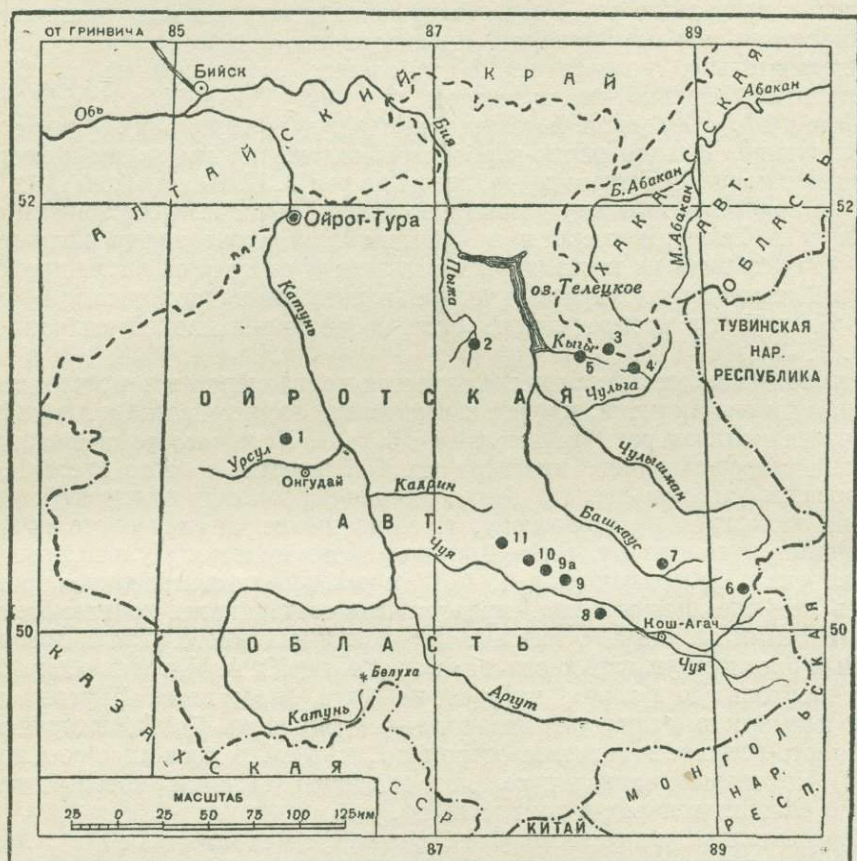 ОТ ГРИНВИЧА 85 87 89
Бийск
Обь
АЛТАЙСКИЙ КРАЙ
Бия
Абакан
Б. Абакан
М. Абакан
ХАКАССКАЯ
АВТ.
ОБЛАСТЬ
52 52
Ойрот-Тура
Катунь
Пыжа
оз. Телецкое
ТУВИНСКАЯ
НАР.
РЕСПУБЛИКА
2
Кыгы
3
5
4
Чульга
ОЙРОТСКАЯ
1
Урсул
Онгудай
Чулышман
Кадрин
АВТ.
Башкаус
Чуя
11
10
9а
9
7
6
8
Кош-Агач
50 50
ОБЛАСТЬ
Чуя
Белуха
Катунь
Аргут
КАЗАХСКАЯ ССР
МОНГОЛЬСКАЯ
НАР.
РЕСП.
КИТАЙ
МАСШТАБ
25 0 25 50 75 100 125км
87 89